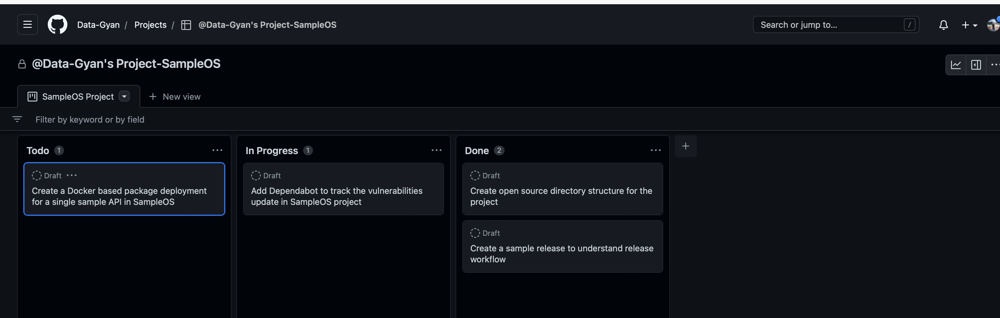 Data-Gyan / Projects / @Data-Gyan's Project-SampleOS
Search or jump to... /
@Data-Gyan's Project-SampleOS
SampleOS Project
New view
Filter by keyword or by field
Todo 1
Draft
Create a Docker based package deployment
for a single sample API in SampleOS
In Progress 1
Draft
Add Dependabot to track the vulnerabilities
update in SampleOS project
Done 2
Draft
Create open source directory structure for the
project
Draft
Create a sample release to understand release
workflow